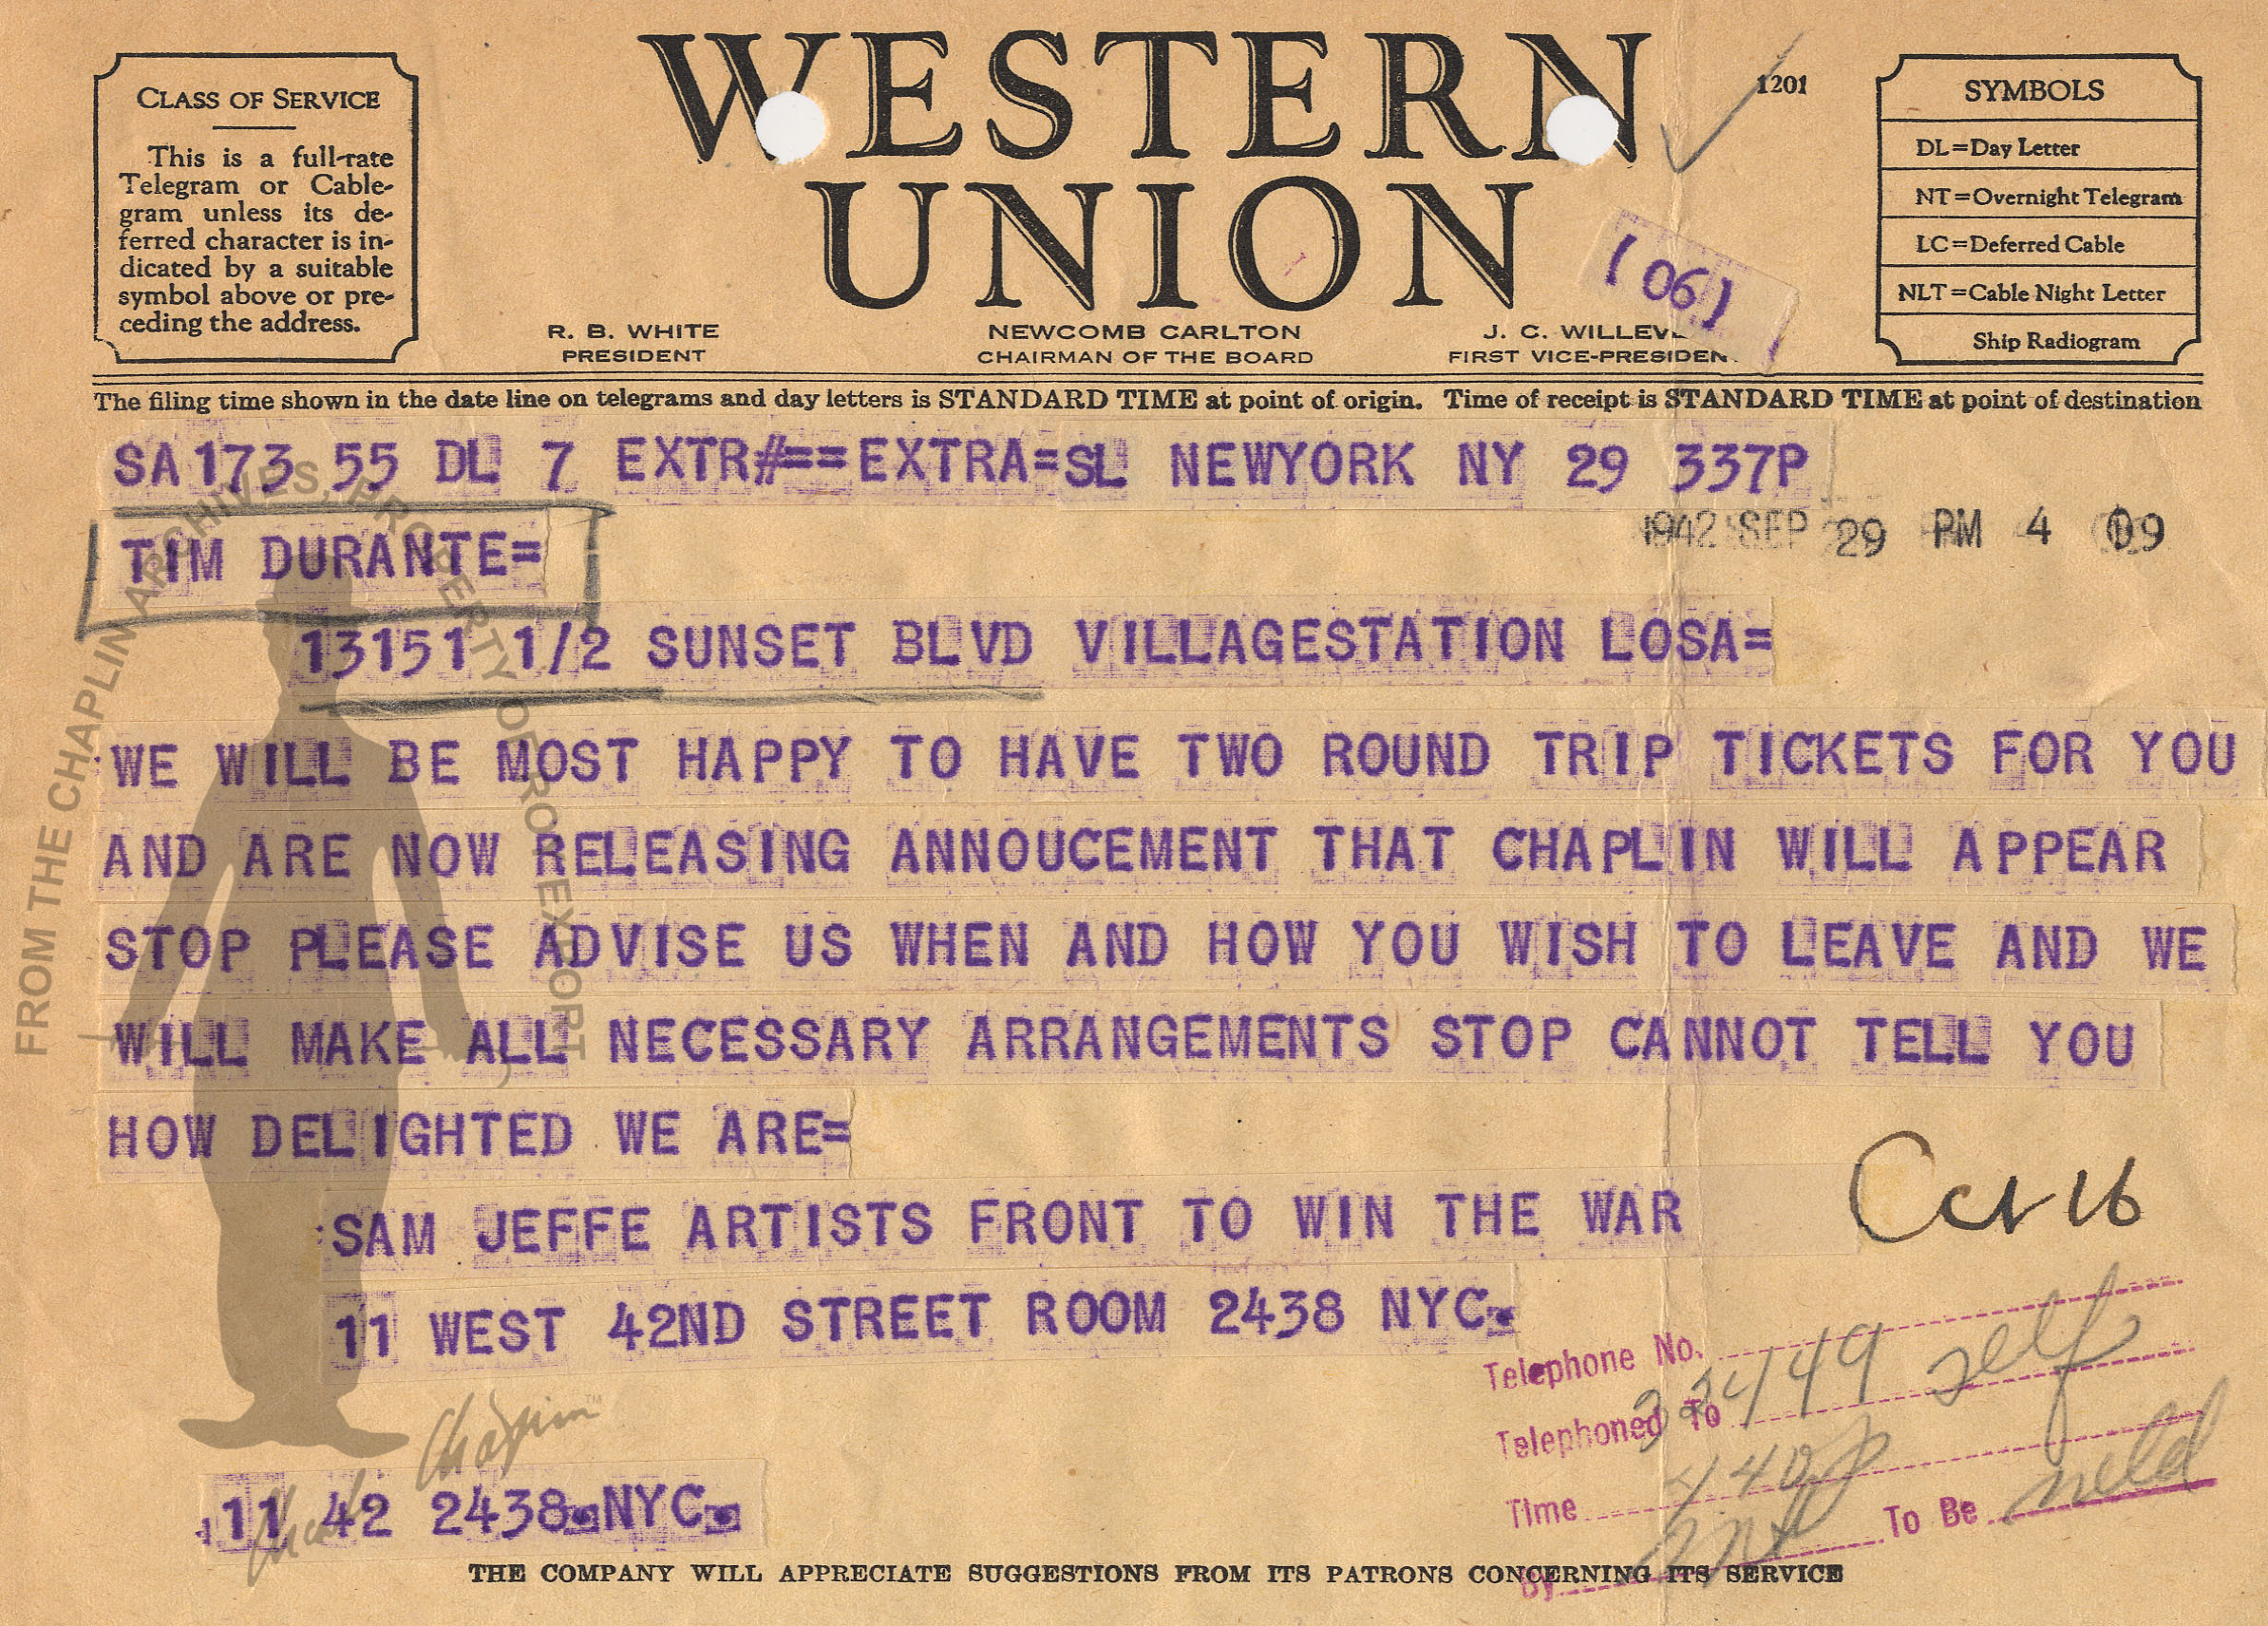 WESTERN
UNION
1201
CLASS OF SERVICE
This is a full-rate
Telegram or Cable-
gram unless its de-
ferred character is in-
dicated by a suitable
symbol above or pre-
ceding the address.
SYMBOLS
DL=Day Letter
NT=Overnight Telegram
LC=Deferred Cable
NLT=Cable Night Letter
Ship Radiogram
(06)
R. B. WHITE
PRESIDENT
NEWCOMB CARLTON
CHAIRMAN OF THE BOARD
J. C. WILLEV
FIRST VICE-PRESIDEN
The filing time shown in the date line on telegrams and day letters is STANDARD TIME at point of origin. Time of receipt is STANDARD TIME at point of destination
SA173 55 DL 7 EXTR#==EXTRA=SL NEWYORK NY 29 337P
1942 SEP 29 PM 4 09
TIM DURANTE=
13151 1/2 SUNSET BLVD VILLAGESTATION LOSA=
WE WILL BE MOST HAPPY TO HAVE TWO ROUND TRIP TICKETS FOR YOU
AND ARE NOW RELEASING ANNOUCEMENT THAT CHAPLIN WILL APPEAR
STOP PLEASE ADVISE US WHEN AND HOW YOU WISH TO LEAVE AND WE
WILL MAKE ALL NECESSARY ARRANGEMENTS STOP CANNOT TELL YOU
HOW DELIGHTED WE ARE=
SAM JEFFE ARTISTS FRONT TO WIN THE WAR
Oct 16
11 WEST 42ND STREET ROOM 2438 NYC.
Telephone No.
Telephoned To self
Time 440p
To Be
By
11 42 2438.NYC.
THE COMPANY WILL APPRECIATE SUGGESTIONS FROM ITS PATRONS CONCERNING ITS SERVICE
FROM THE CHAPLIN ARCHIVES, PROPERTY OF ROY EXPORT
Charles Chaplin™